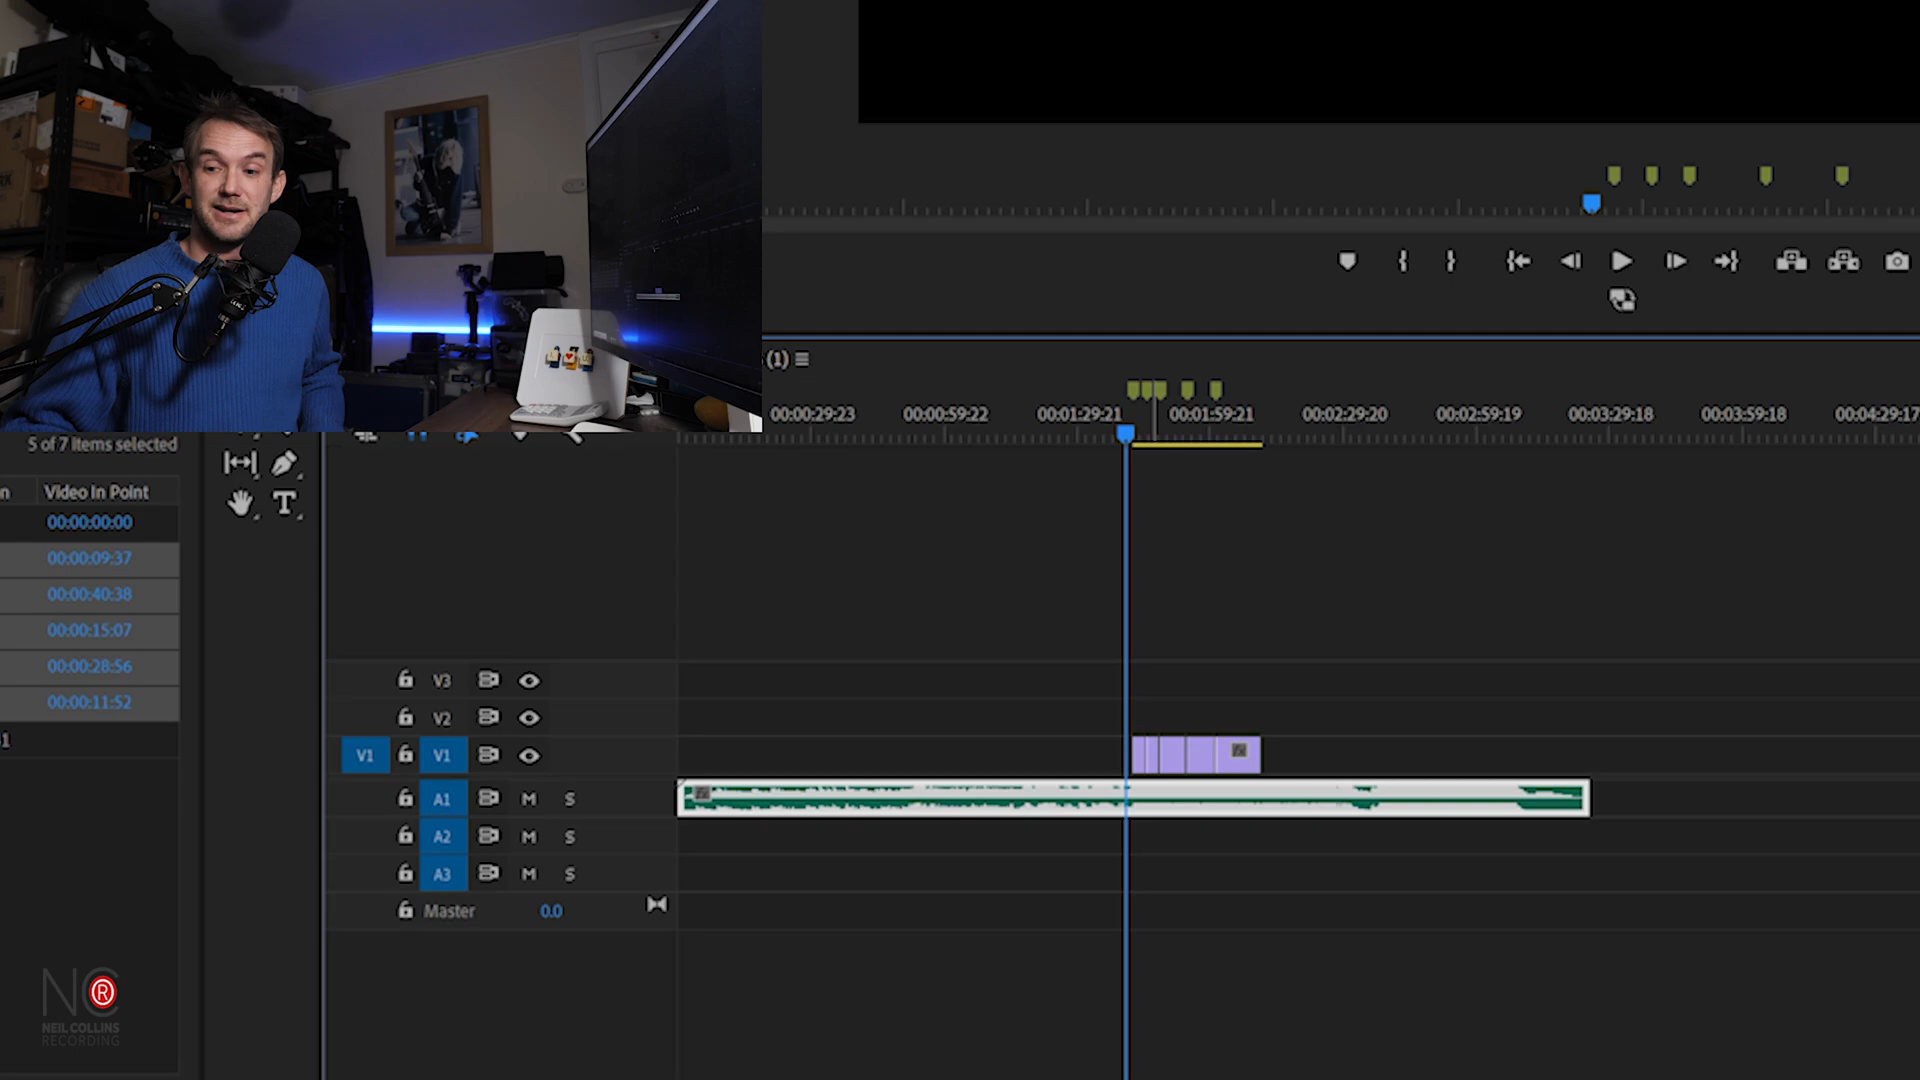 (1)
00:00:29:23 00:00:59:22 00:01:29:21 00:01:59:21 00:02:29:20 00:02:59:19 00:03:29:18 00:03:59:18 00:04:29:17
5 of 7 items selected
n Video In Point
00:00:00:00
00:00:09:37
00:00:40:38
00:00:15:07
00:00:28:56
00:00:11:52
1
T
V3
V2
V1 V1
A1 M S
A2 M S
A3 M S
Master 0.0
NC
R
NEIL COLLINS
RECORDING